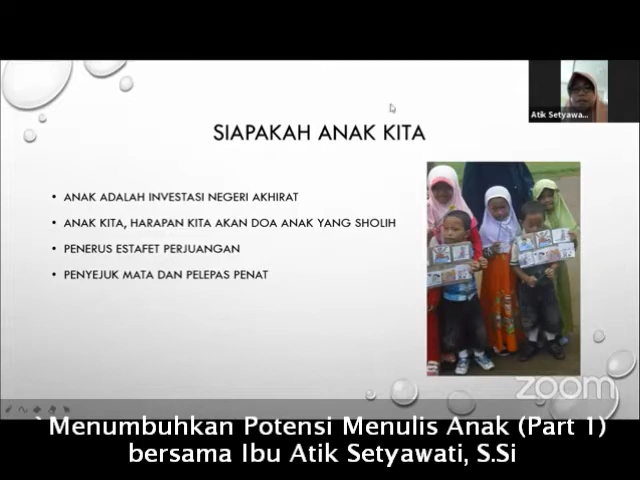 Atik Setyawa...
SIAPAKAH ANAK KITA
• ANAK ADALAH INVESTASI NEGERI AKHIRAT
• ANAK KITA, HARAPAN KITA AKAN DOA ANAK YANG SHOLIH
• PENERUS ESTAFET PERJUANGAN
• PENYEJUK MATA DAN PELEPAS PENAT
zoom
`Menumbuhkan Potensi Menulis Anak (Part 1)
bersama Ibu Atik Setyawati, S.Si